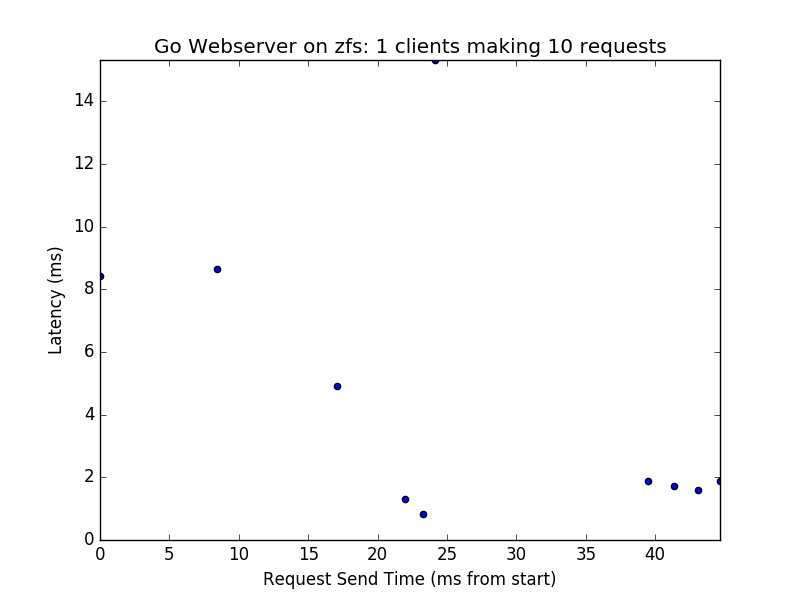 Go Webserver on zfs: 1 clients making 10 requests
14
12
10
8
6
4
2
0
Latency (ms)
0 5 10 15 20 25 30 35 40
Request Send Time (ms from start)